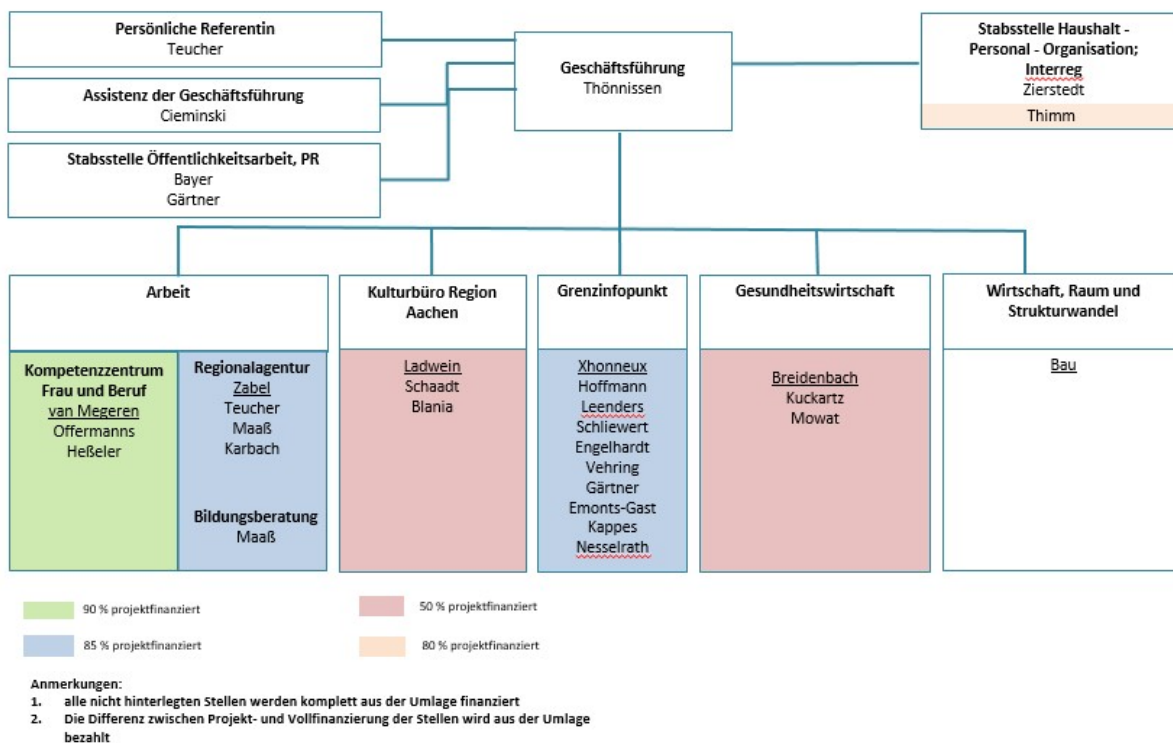 Persönliche Referentin
Teucher
Assistenz der Geschäftsführung
Cieminski
Stabsstelle Öffentlichkeitsarbeit, PR
Bayer
Gärtner
Geschäftsführung
Thönnissen
Stabsstelle Haushalt -
Personal - Organisation;
Interreg
Zierstedt
Thimm
Arbeit
Kompetenzzentrum
Frau und Beruf
van Megeren
Offermanns
Heßeler
Regionalagentur
Zabel
Teucher
Maaß
Karbach
Bildungsberatung
Maaß
Kulturbüro Region
Aachen
Ladwein
Schaadt
Blania
Grenzinfopunkt
Xhonneux
Hoffmann
Leenders
Schliewert
Engelhardt
Vehring
Gärtner
Emonts-Gast
Kappes
Nesselrath
Gesundheitswirtschaft
Breidenbach
Kuckartz
Mowat
Wirtschaft, Raum und
Strukturwandel
Bau
90 % projektfinanziert
50 % projektfinanziert
85 % projektfinanziert
80 % projektfinanziert
Anmerkungen:
1. alle nicht hinterlegten Stellen werden komplett aus der Umlage finanziert
2. Die Differenz zwischen Projekt- und Vollfinanzierung der Stellen wird aus der Umlage
bezahlt